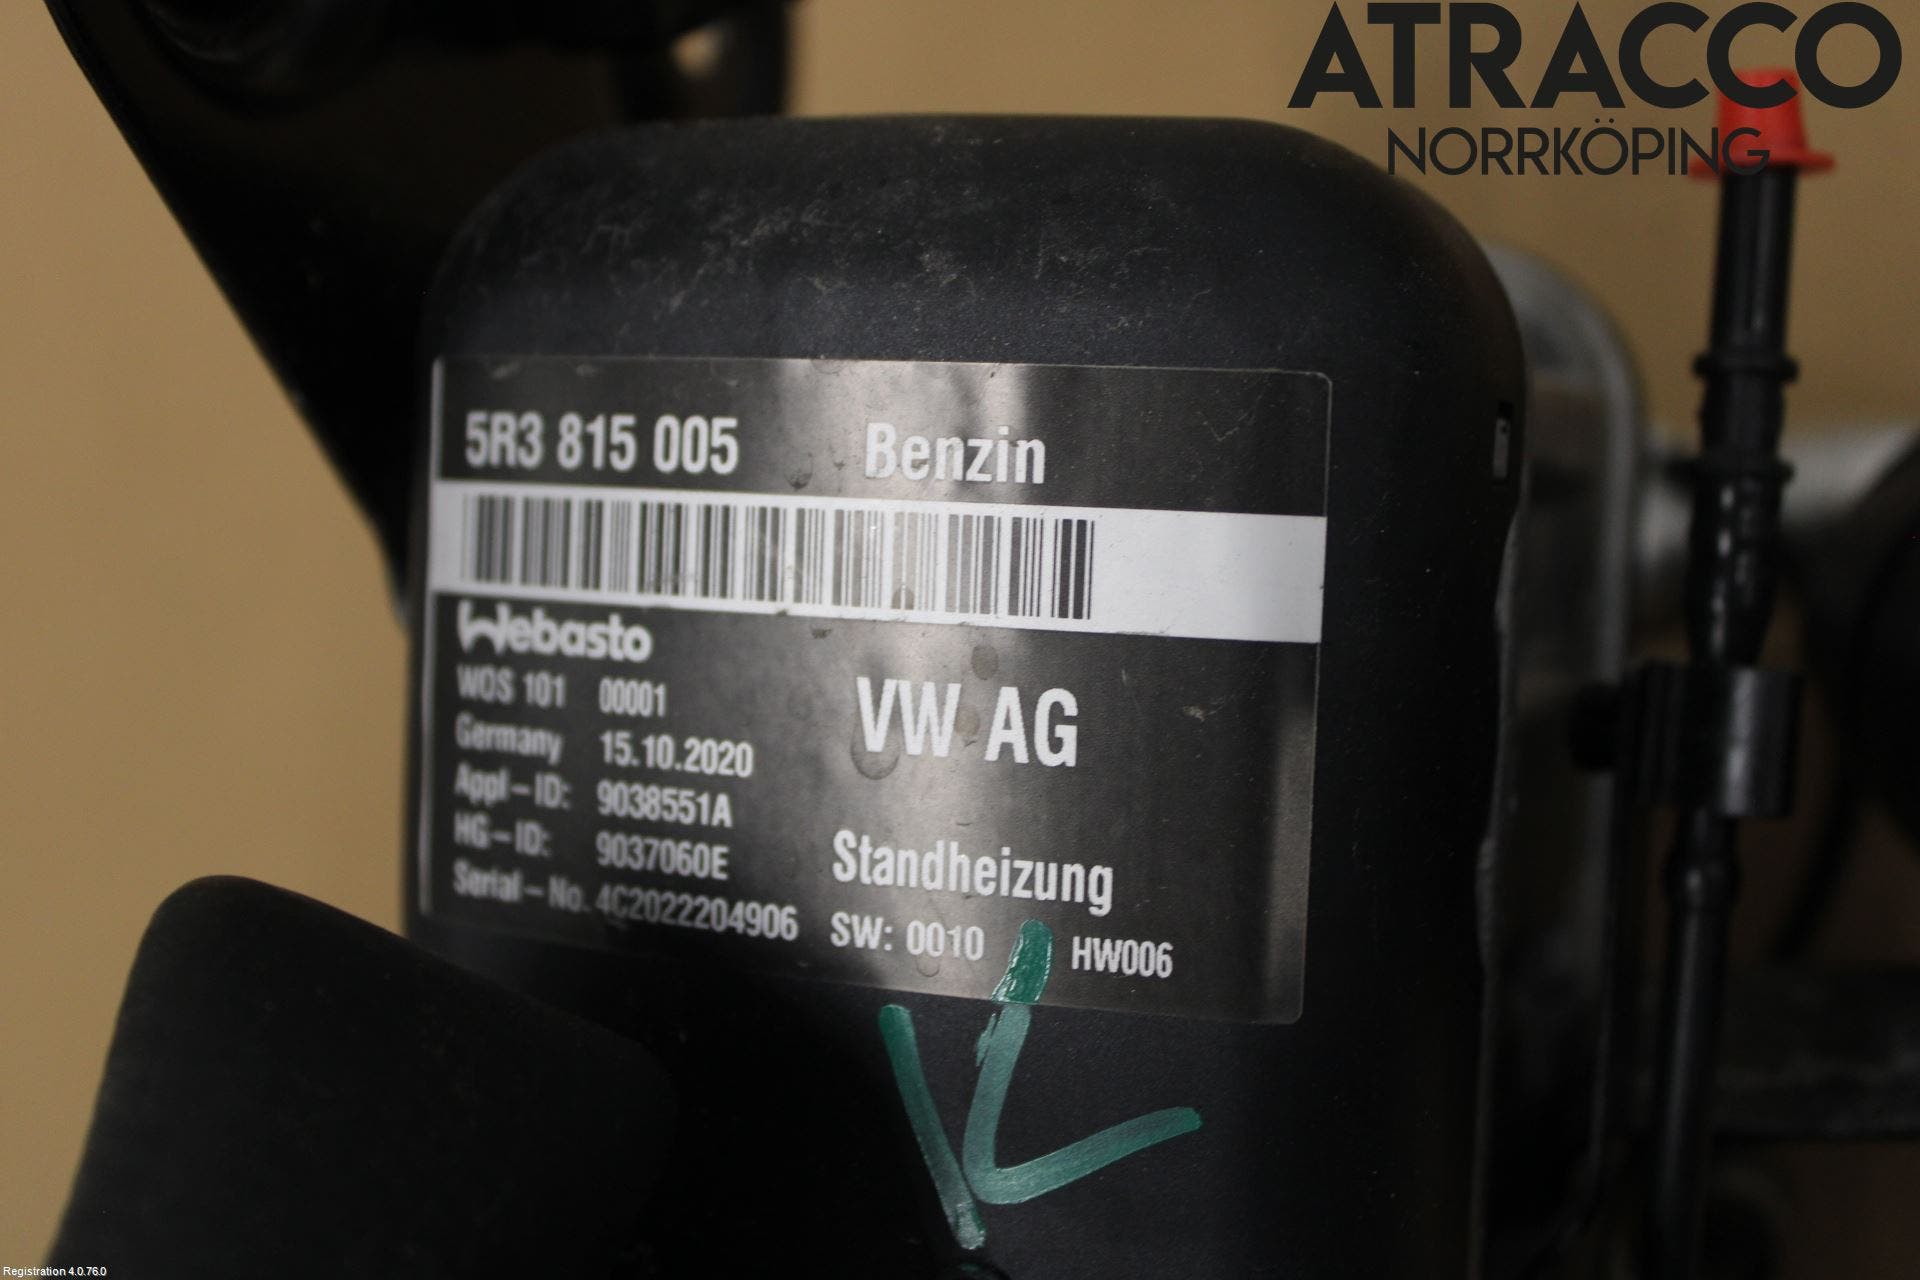 ATRACCO
NORRKÖPING
5R3 815 005 Benzin
Webasto
WOS 101 00001
VW AG
Germany 15.10.2020
Appl-ID: 9038551A
HG-ID: 9037060E
Standheizung
Serial-No. 4C2022204906
SW: 0010 HW006
Registration 4.0.76.0